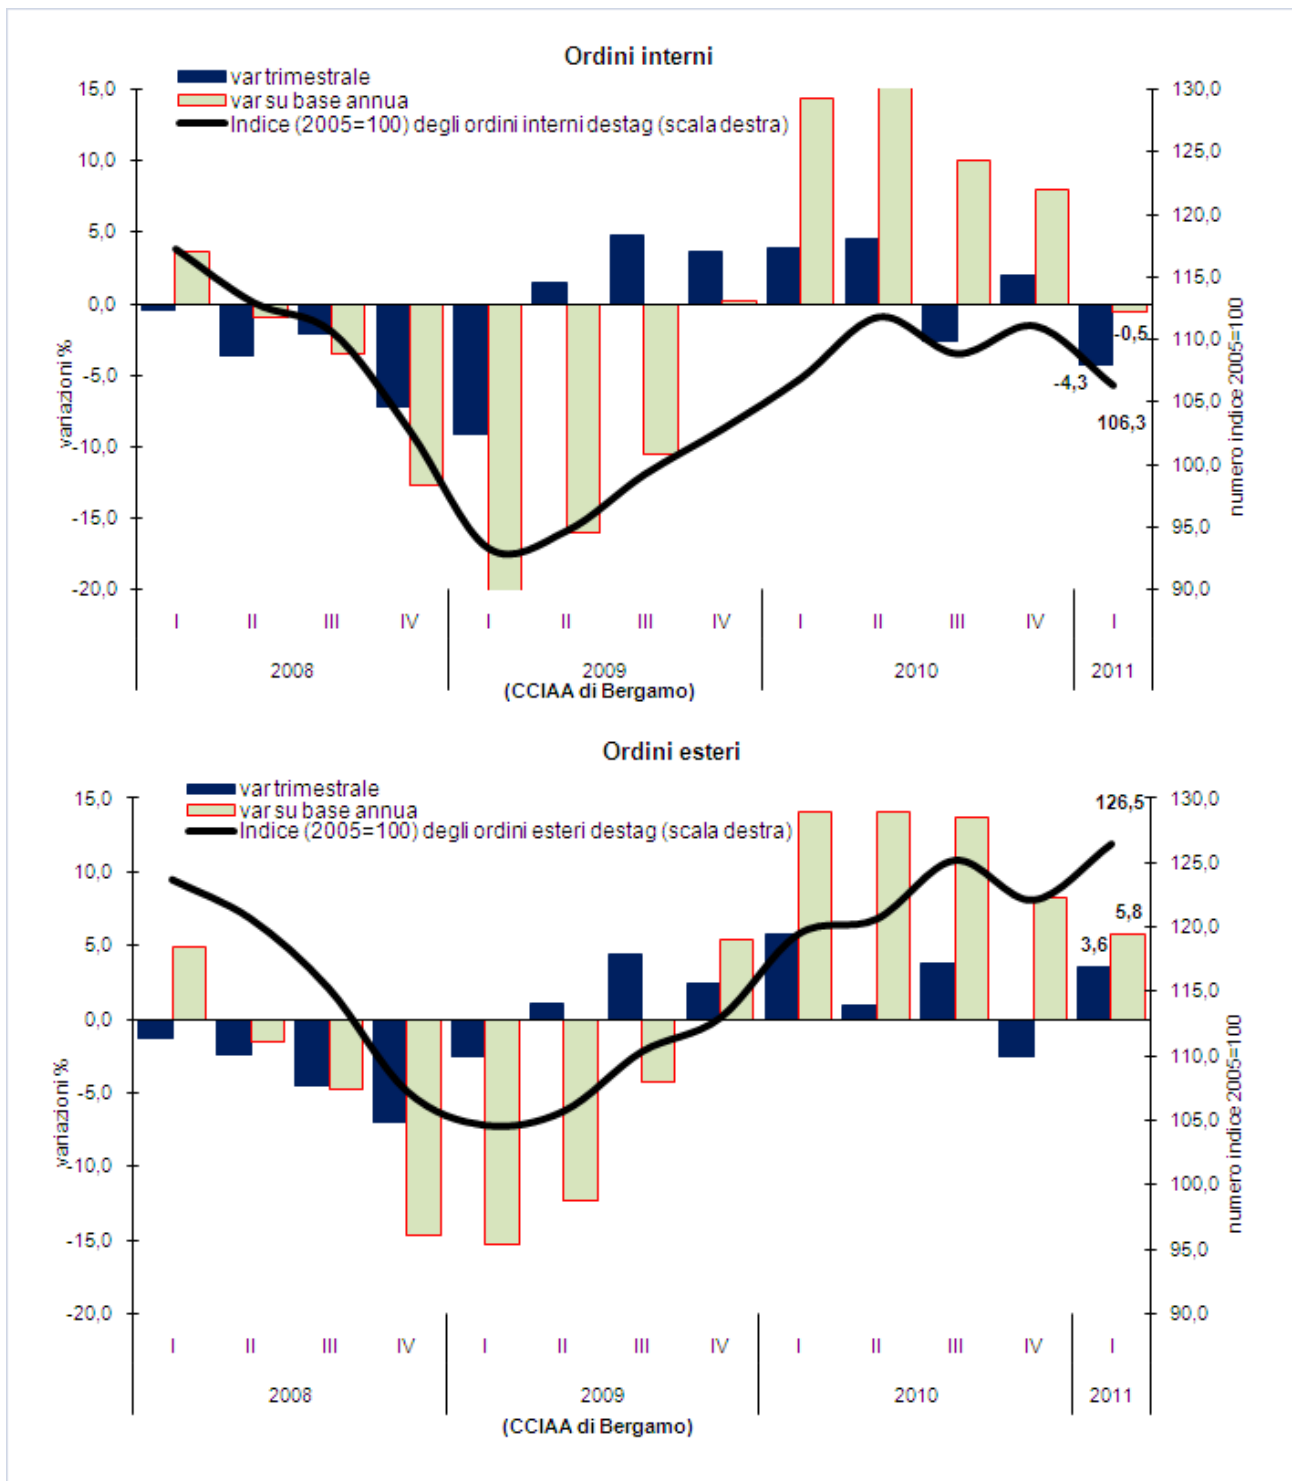 Ordini interni
var trimestrale
var su base annua
Indice (2005=100) degli ordini interni destag (scala destra)
15,0
10,0
5,0
0,0
-5,0
-10,0
-15,0
-20,0
variazioni %
130,0
125,0
120,0
115,0
110,0
105,0
100,0
95,0
90,0
numero indice 2005=100
-0,5
-4,3
106,3
I II III IV I II III IV I II III IV I
2008 2009 2010 2011
(CCIAA di Bergamo)
Ordini esteri
var trimestrale
var su base annua
Indice (2005=100) degli ordini esteri destag (scala destra)
15,0
10,0
5,0
0,0
-5,0
-10,0
-15,0
-20,0
variazioni %
130,0
125,0
120,0
115,0
110,0
105,0
100,0
95,0
90,0
numero indice 2005=100
126,5
5,8
3,6
I II III IV I II III IV I II III IV I
2008 2009 2010 2011
(CCIAA di Bergamo)